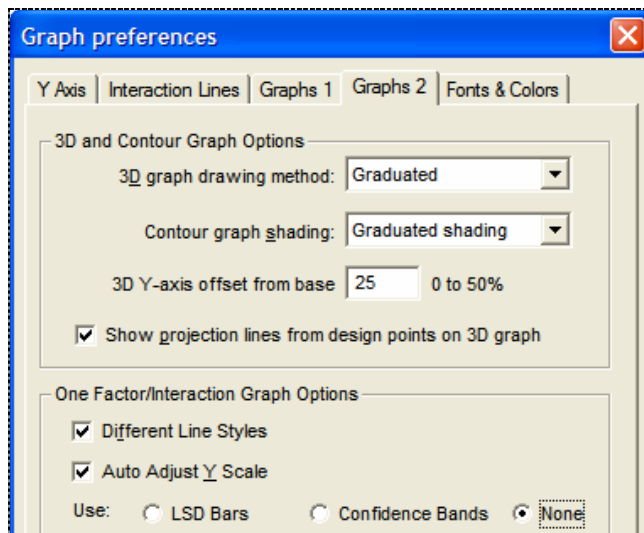 Graph preferences
Y Axis Interaction Lines Graphs 1 Graphs 2 Fonts & Colors
3D and Contour Graph Options
3D graph drawing method: Graduated
Contour graph shading: Graduated shading
3D Y-axis offset from base 25 0 to 50%
Show projection lines from design points on 3D graph
One Factor/Interaction Graph Options
Different Line Styles
Auto Adjust Y Scale
Use: LSD Bars Confidence Bands None